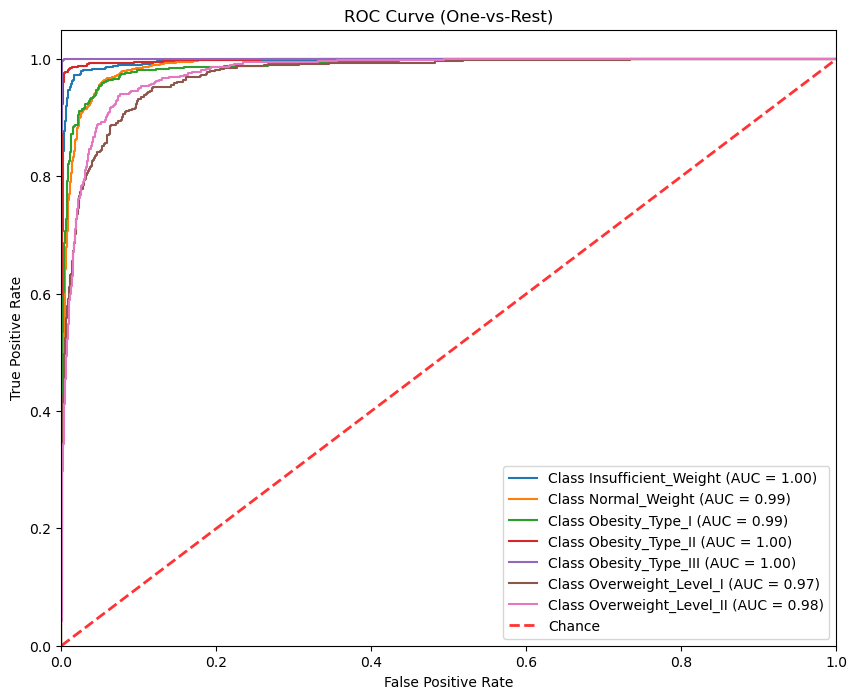 ROC Curve (One-vs-Rest)
True Positive Rate
1.0
0.8
0.6
0.4
0.2
0.0
Class Insufficient_Weight (AUC = 1.00)
Class Normal_Weight (AUC = 0.99)
Class Obesity_Type_I (AUC = 0.99)
Class Obesity_Type_II (AUC = 1.00)
Class Obesity_Type_III (AUC = 1.00)
Class Overweight_Level_I (AUC = 0.97)
Class Overweight_Level_II (AUC = 0.98)
Chance
0.0 0.2 0.4 0.6 0.8 1.0
False Positive Rate